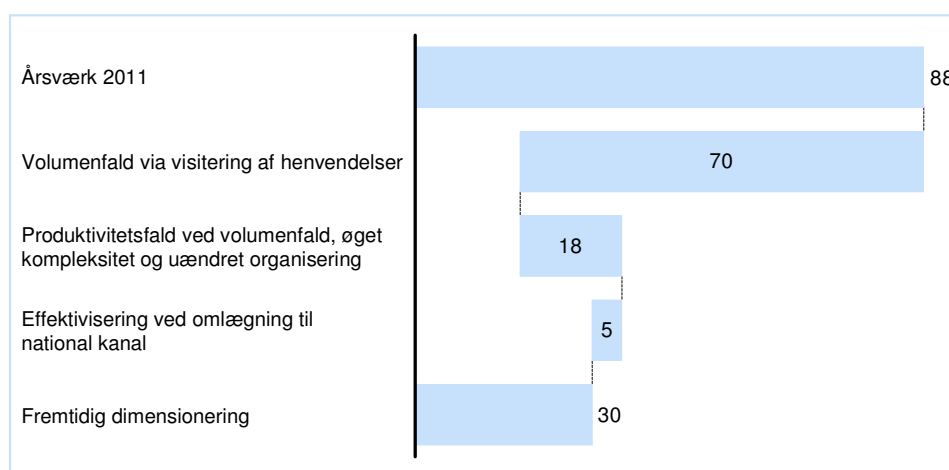 Årsværk 2011
88
Volumenfald via visitering af henvendelser
70
Produktivitetsfald ved volumenfald, øget
kompleksitet og uændret organisering
18
Effektivisering ved omlægning til
national kanal
5
Fremtidig dimensionering
30